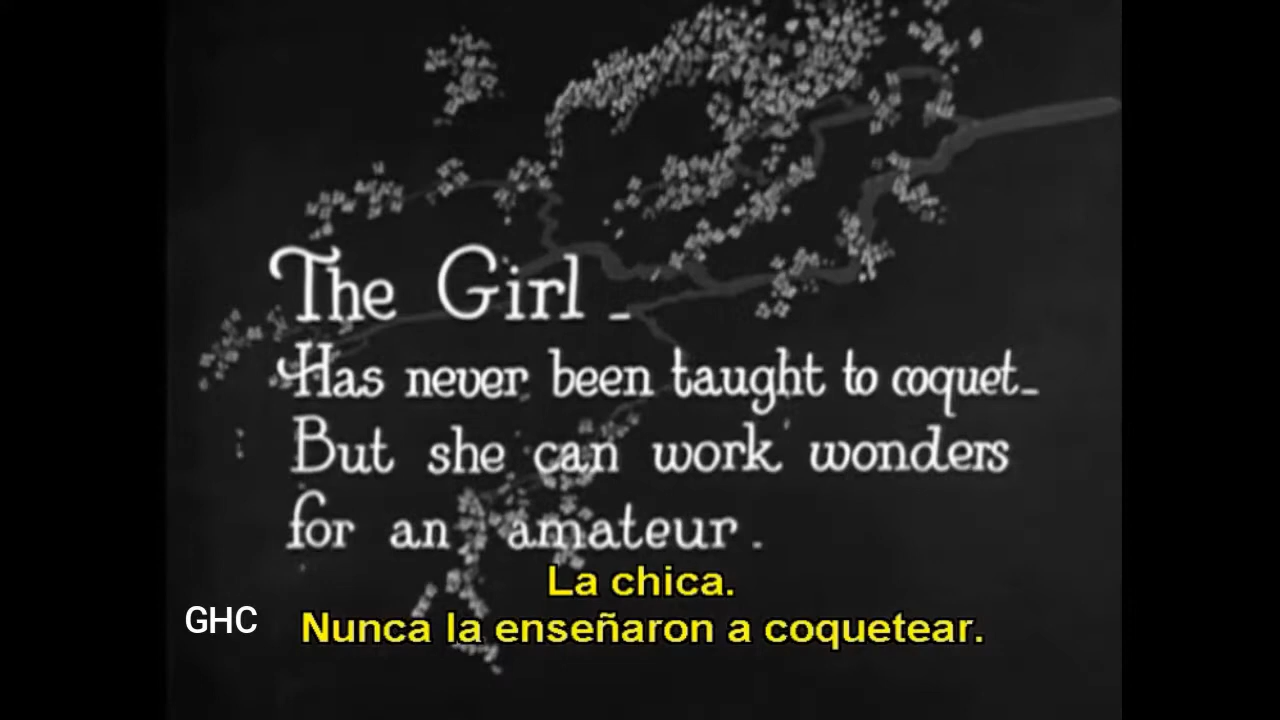 The Girl -
Has never been taught to coquet -
But she can work wonders
for an amateur.
La chica.
GHC
Nunca la enseñaron a coquetear.